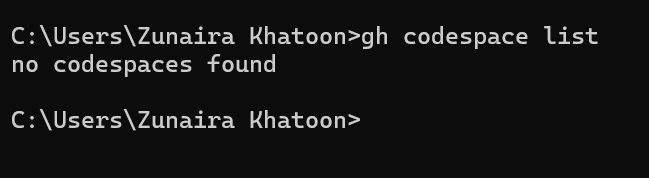 C:\Users\Zunaira Khatoon>gh codespace list
no codespaces found
C:\Users\Zunaira Khatoon>